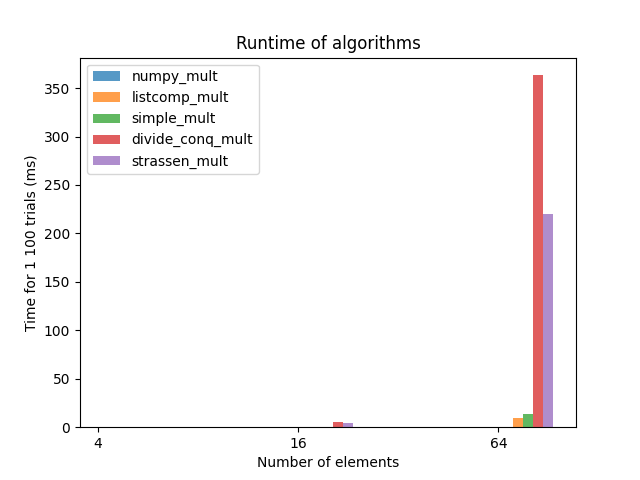 Runtime of algorithms
numpy_mult
listcomp_mult
simple_mult
divide_conq_mult
strassen_mult
Time for 1 100 trials (ms)
350
300
250
200
150
100
50
0
4 16 64
Number of elements